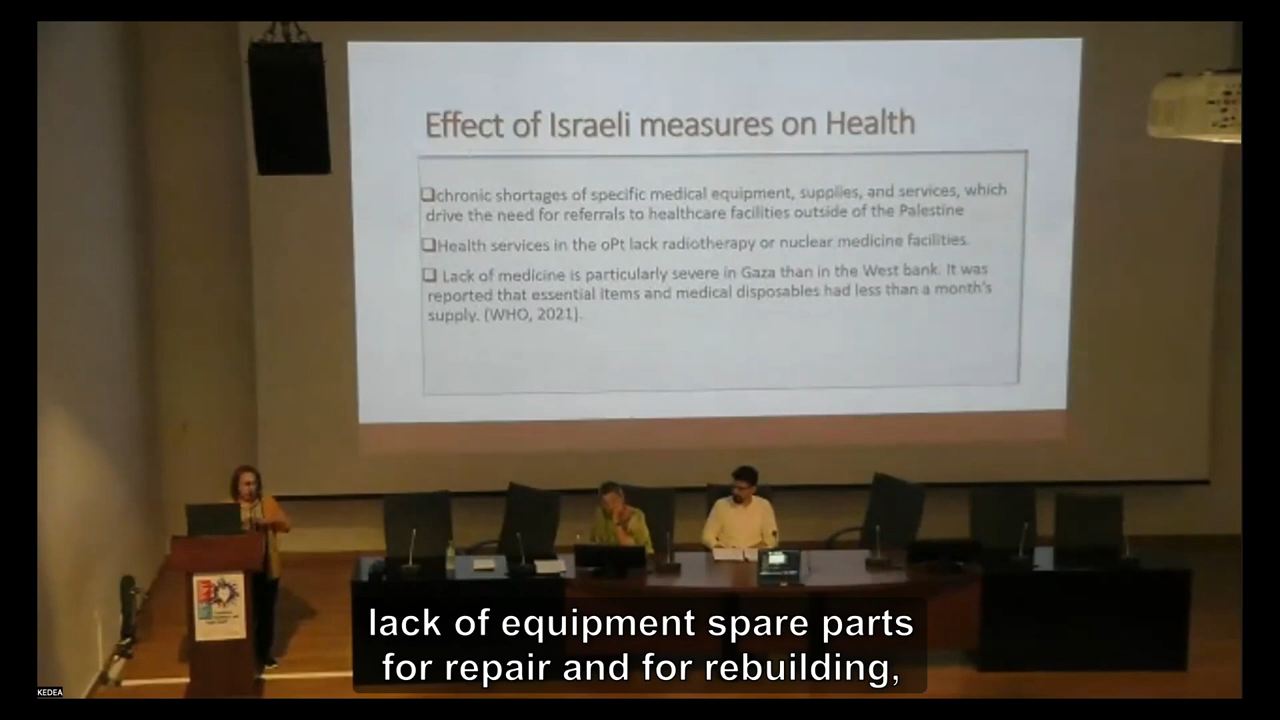 Effect of Israeli measures on Health
❑chronic shortages of specific medical equipment, supplies, and services, which
drive the need for referrals to healthcare facilities outside of the Palestine
❑Health services in the oPt lack radiotherapy or nuclear medicine facilities.
❑ Lack of medicine is particularly severe in Gaza than in the West bank. It was
reported that essential items and medical disposables had less than a month's
supply. (WHO, 2021).
lack of equipment spare parts
for repair and for rebuilding,
KEDEA